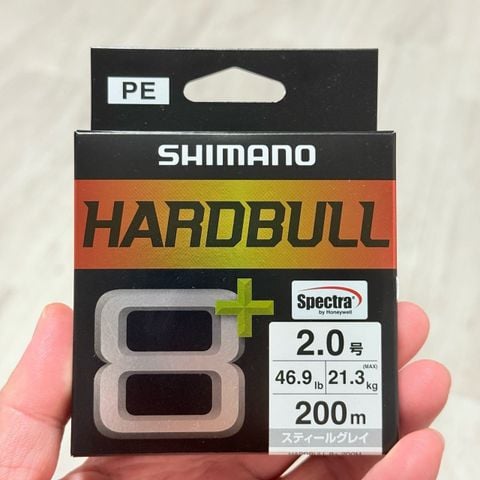 PE
SHIMANO
HARDBULL
8+
Spectra®
by Honeywell
2.0号
46.9lb 21.3kg (MAX)
200m
スティールグレイ